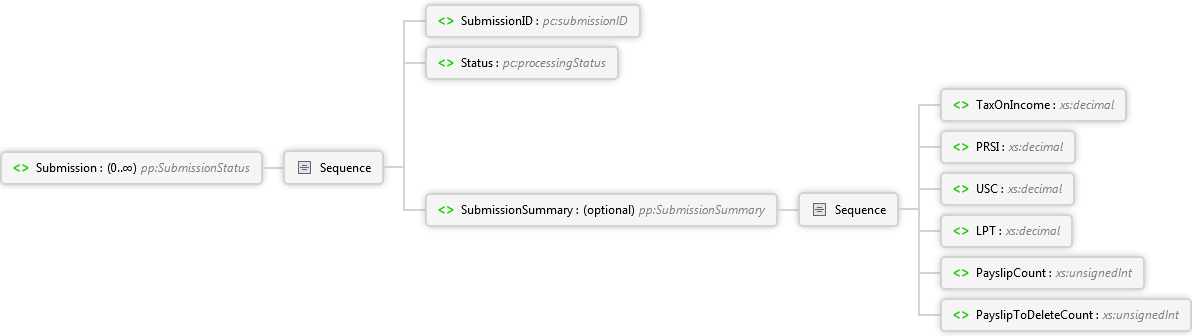 SubmissionID : pc:submissionID
Status : pc:processingStatus
Submission : (0..∞) pp:SubmissionStatus
Sequence
SubmissionSummary : (optional) pp:SubmissionSummary
Sequence
TaxOnIncome : xs:decimal
PRSI : xs:decimal
USC : xs:decimal
LPT : xs:decimal
PayslipCount : xs:unsignedInt
PayslipToDeleteCount : xs:unsignedInt